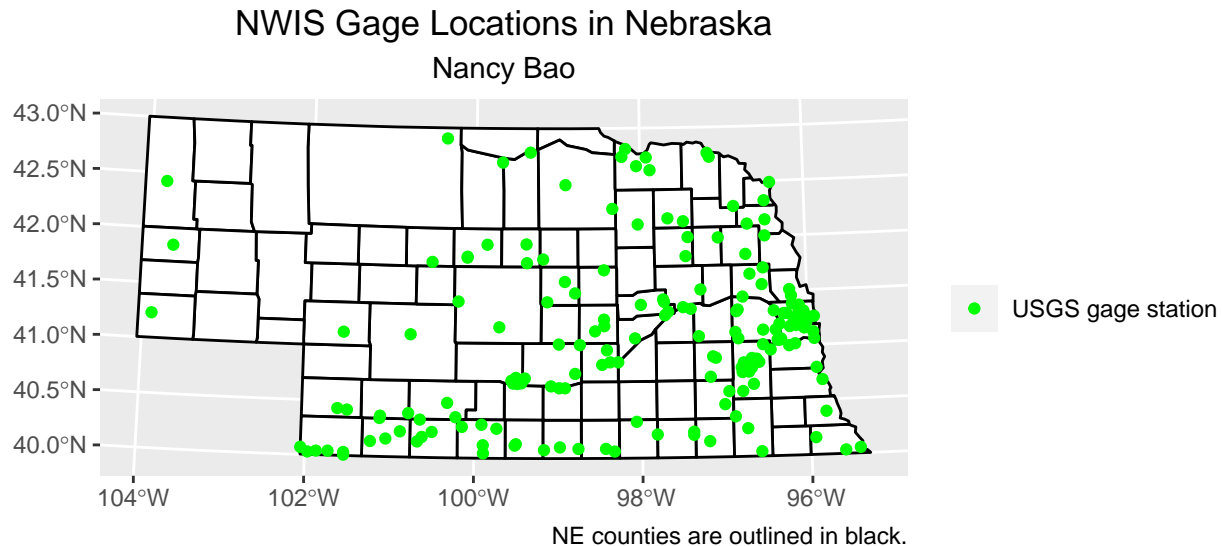 NWIS Gage Locations in Nebraska
Nancy Bao
43.0°N
42.5°N
42.0°N
41.5°N
41.0°N
40.5°N
40.0°N
104°W
102°W
100°W
98°W
96°W
USGS gage station
NE counties are outlined in black.